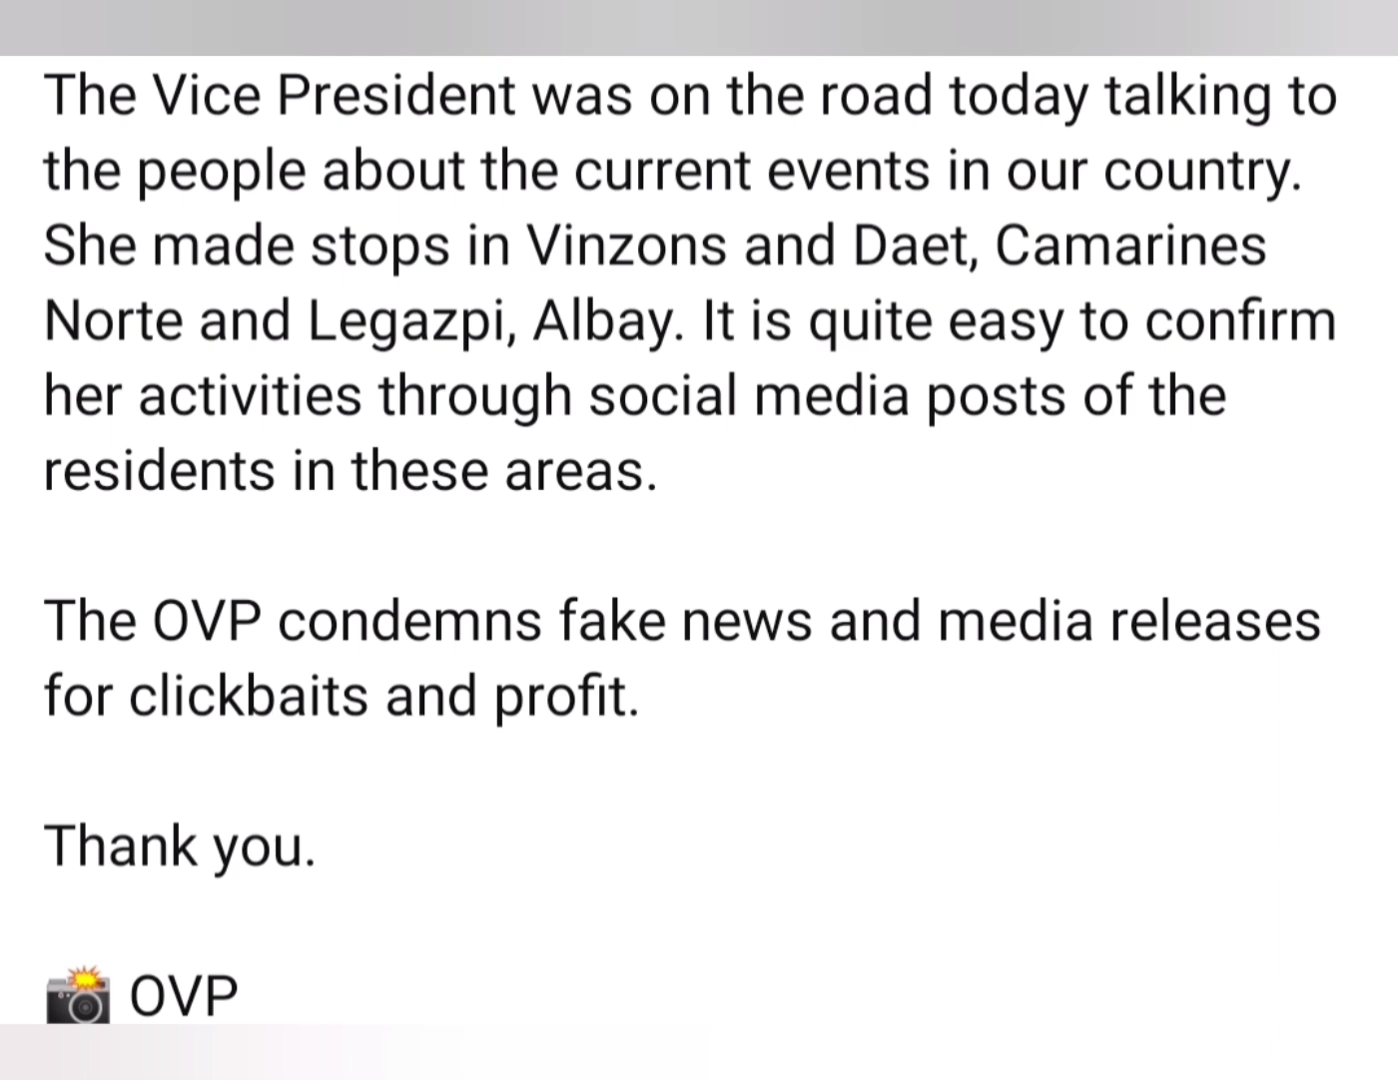 The Vice President was on the road today talking to
the people about the current events in our country.
She made stops in Vinzons and Daet, Camarines
Norte and Legazpi, Albay. It is quite easy to confirm
her activities through social media posts of the
residents in these areas.
The OVP condemns fake news and media releases
for clickbaits and profit.
Thank you.
📸 OVP